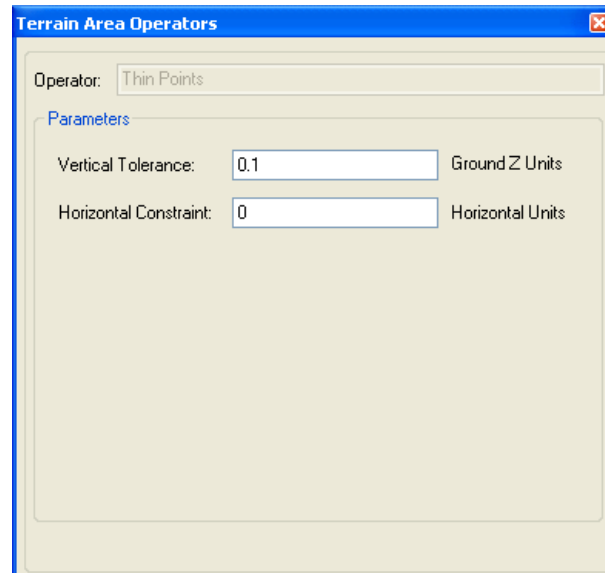 Terrain Area Operators
Operator: Thin Points
Parameters
Vertical Tolerance: 0.1 Ground Z Units
Horizontal Constraint: 0 Horizontal Units